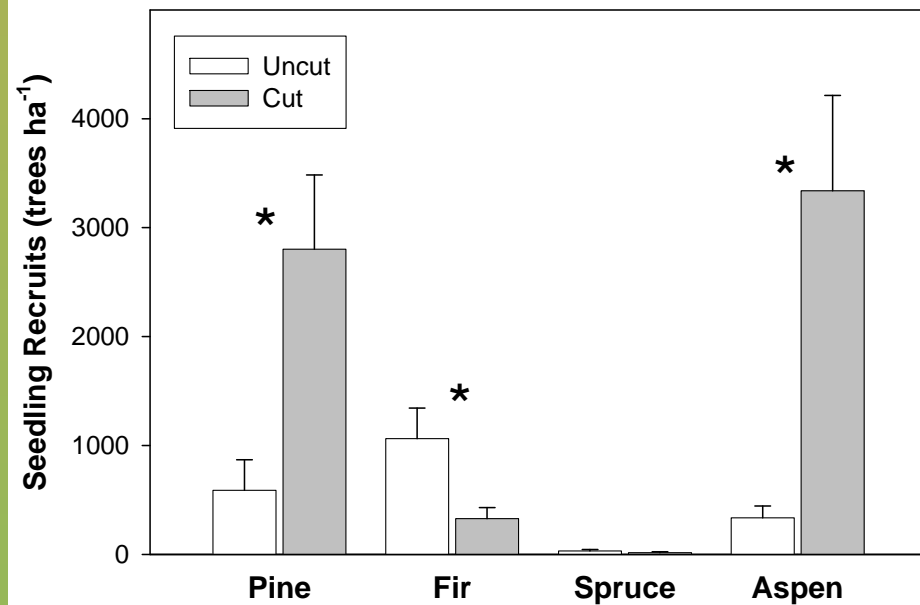 Uncut
Cut
Seedling Recruits (trees ha⁻¹)
4000
3000
2000
1000
0
*
*
*
Pine Fir Spruce Aspen